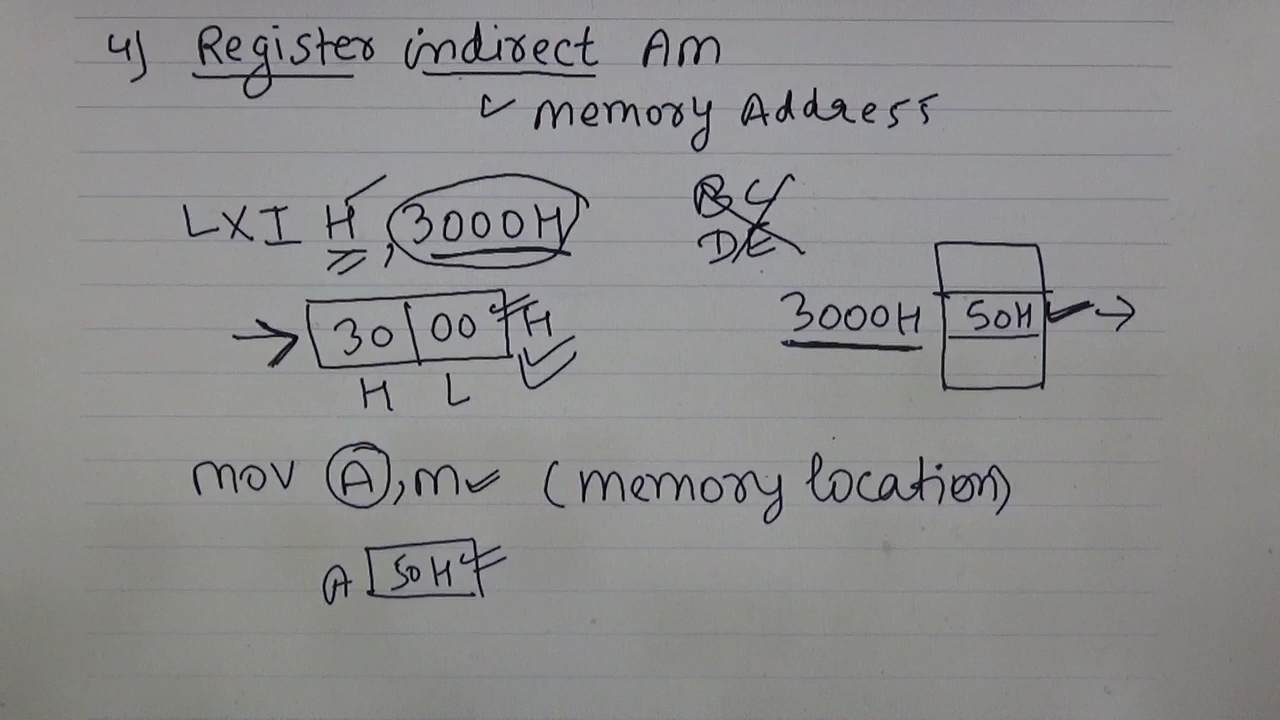 4) Register indirect AM
memory Address
LXI H, 3000H
BC
DE
30 00 H
H L
3000H 50H
mov A, m (memory location)
A 50H